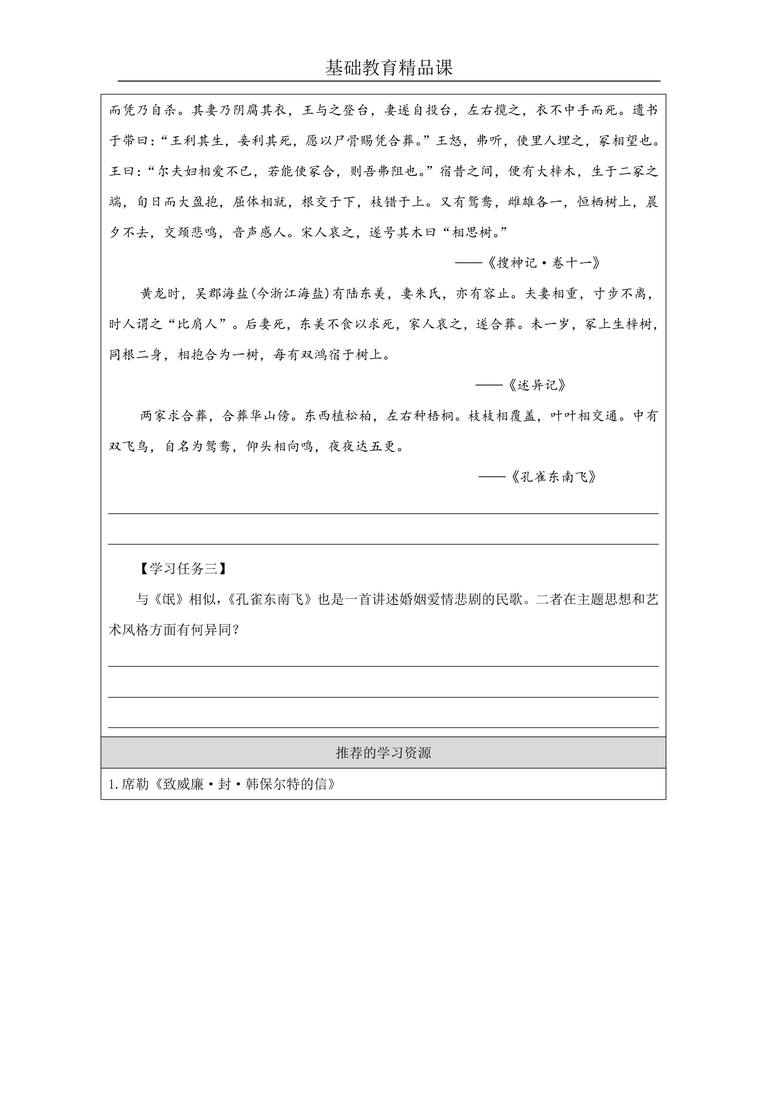 基础教育精品课
而凭乃自杀。其妻乃阴腐其衣，王与之登台，妻遂自投台，左右揽之，衣不中手而死。遗书
于带曰：“王利其生，妾利其死，愿以尸骨赐凭合葬。”王怒，弗听，使里人埋之，冢相望也。
王曰：“尔夫妇相爱不已，若能使冢合，则吾弗阻也。”宿昔之间，便有大梓木，生于二冢之
端，旬日而大盈抱，屈体相就，根交于下，枝错于上。又有鸳鸯，雌雄各一，恒栖树上，晨
夕不去，交颈悲鸣，音声感人。宋人哀之，遂号其木曰“相思树。”
——《搜神记·卷十一》
黄龙时，吴郡海盐(今浙江海盐)有陆东美，妻朱氏，亦有容止。夫妻相重，寸步不离，
时人谓之“比肩人”。后妻死，东美不食以求死，家人哀之，遂合葬。未一岁，冢上生梓树，
同根二身，相抱合为一树，每有双鸿宿于树上。
——《述异记》
两家求合葬，合葬华山傍。东西植松柏，左右种梧桐。枝枝相覆盖，叶叶相交通。中有
双飞鸟，自名为鸳鸯，仰头相向鸣，夜夜达五更。
——《孔雀东南飞》
【学习任务三】
与《氓》相似，《孔雀东南飞》也是一首讲述婚姻爱情悲剧的民歌。二者在主题思想和艺
术风格方面有何异同？
推荐的学习资源
1.席勒《致威廉·封·韩保尔特的信》